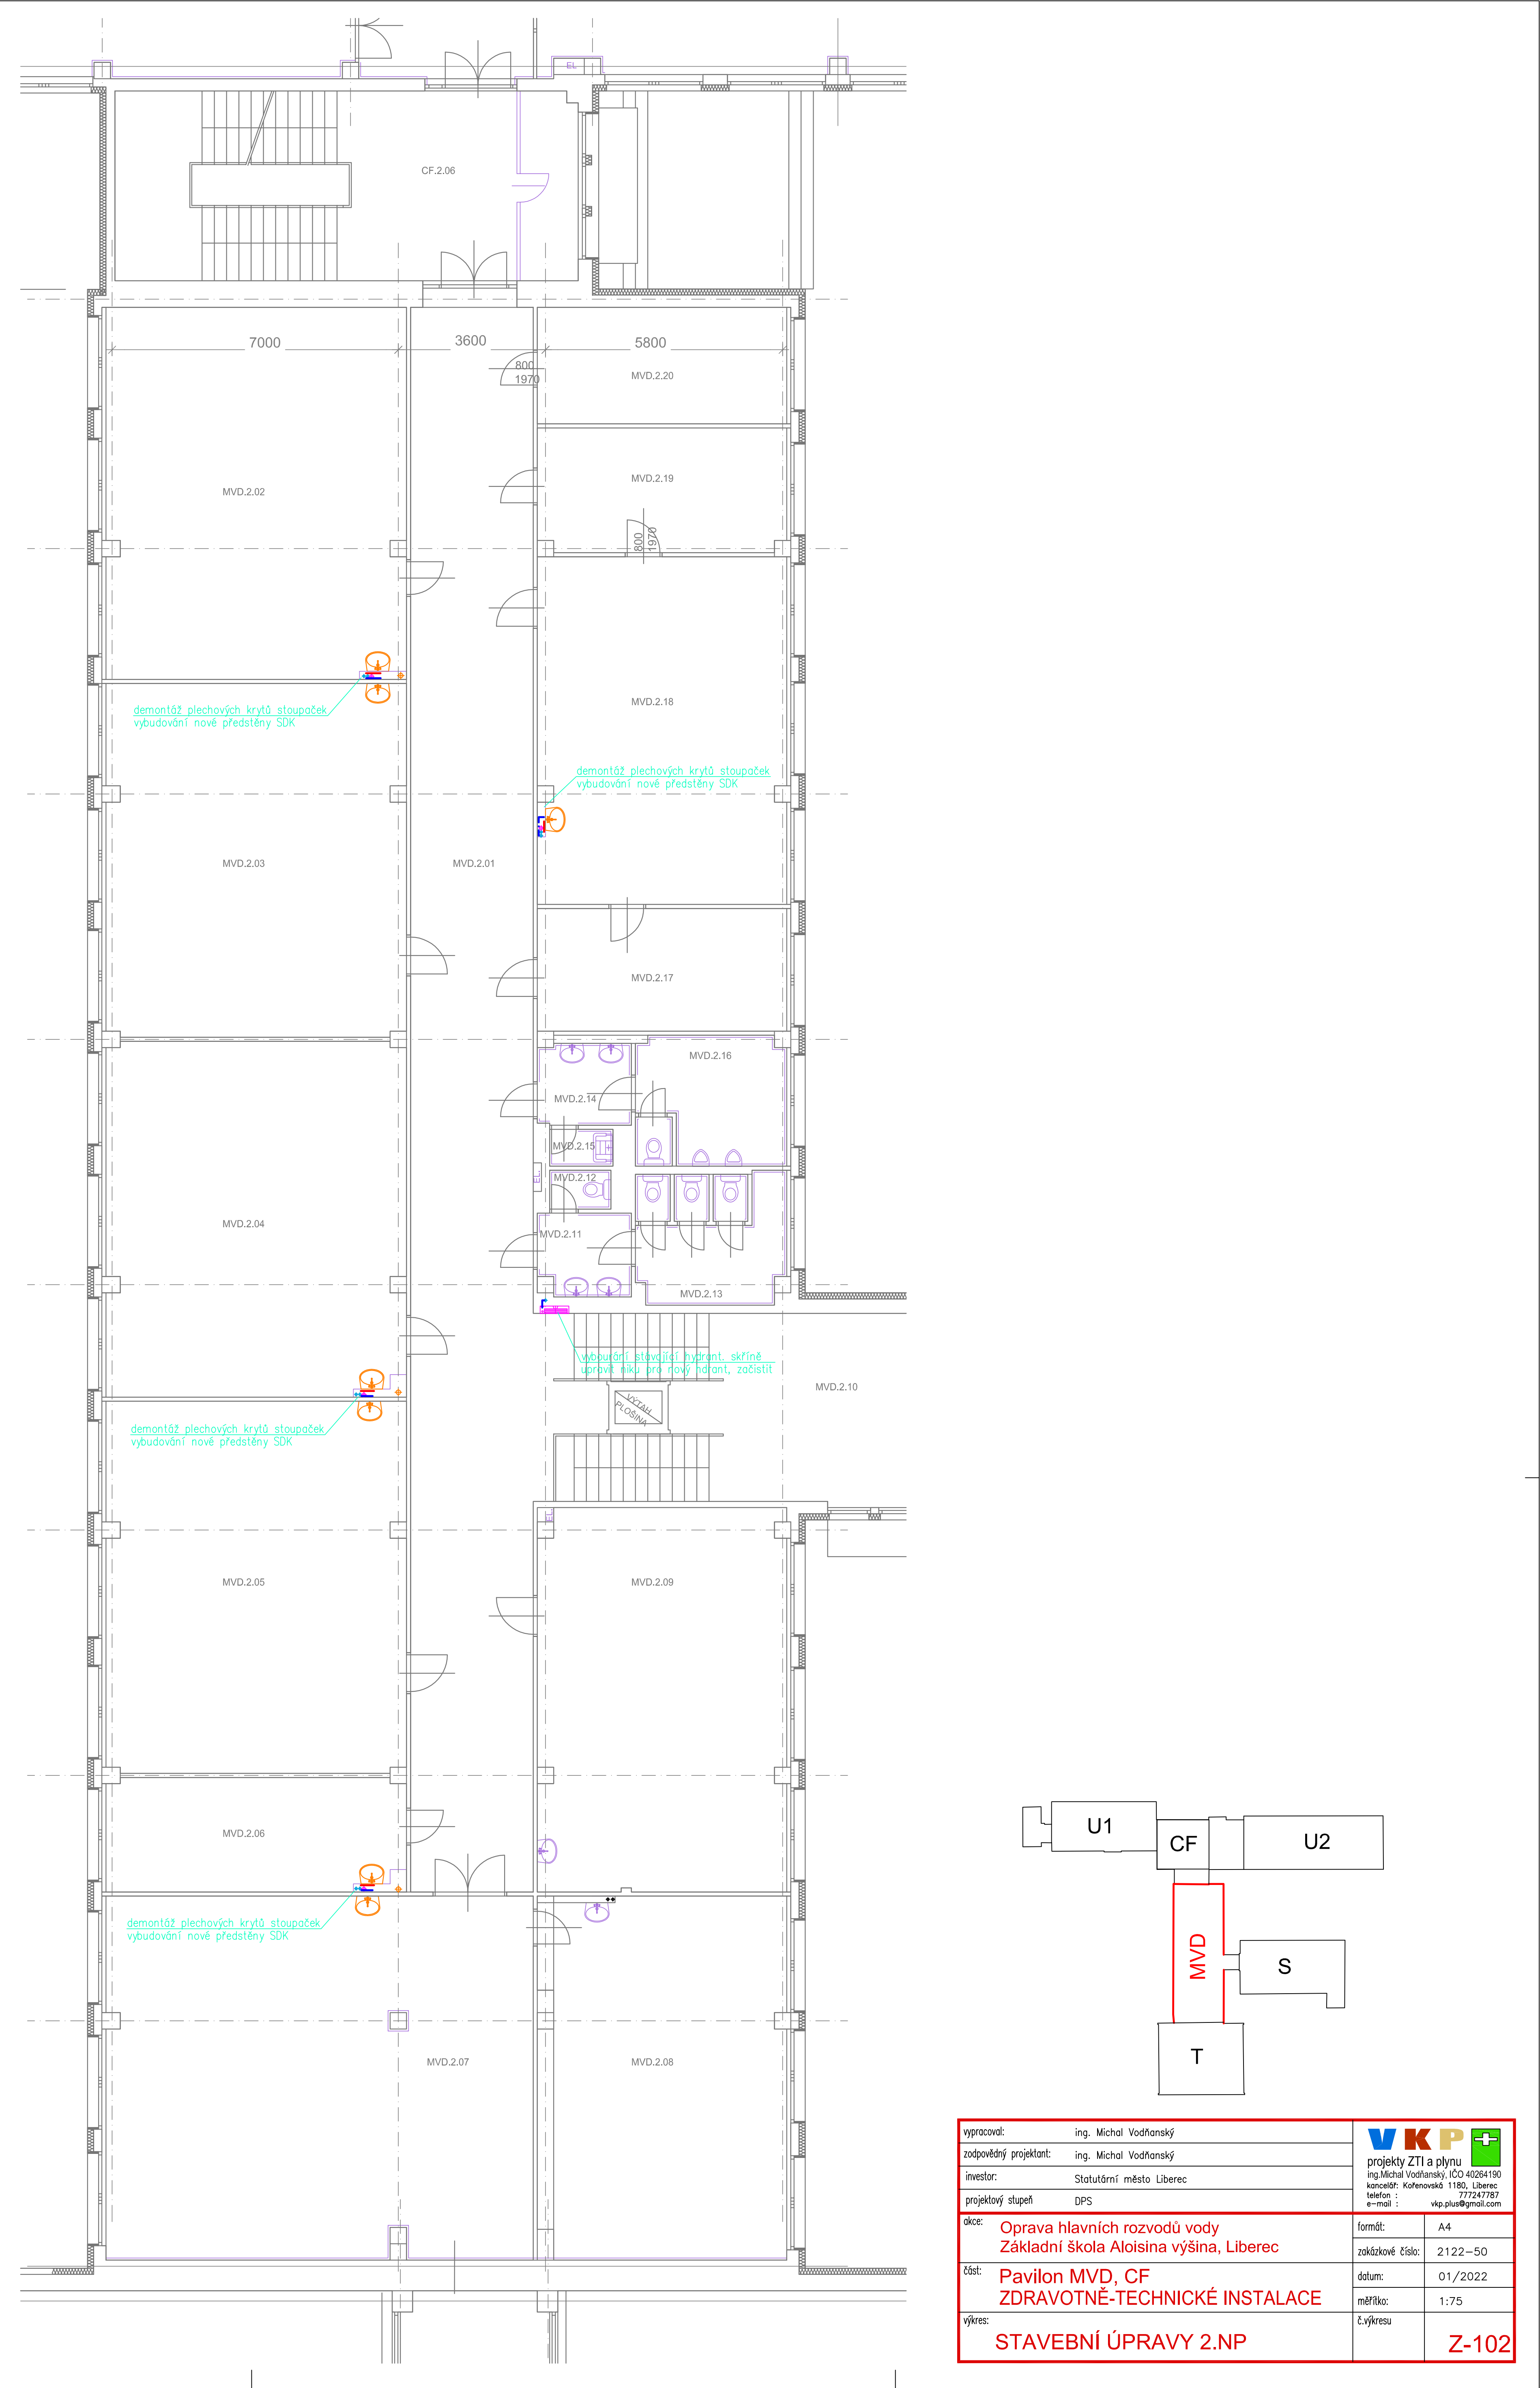 EL
CF.2.06
7000
3600
5800
800
1970
MVD.2.20
MVD.2.19
MVD.2.02
800
1970
MVD.2.18
demontáž plechových krytů stoupaček
vybudování nové předstěny SDK
demontáž plechových krytů stoupaček
vybudování nové předstěny SDK
MVD.2.03
MVD.2.01
MVD.2.17
MVD.2.16
MVD.2.14
MVD.2.15
MVD.2.12
EL.
MVD.2.04
MVD.2.11
MVD.2.13
vybourání stávající hydrant. skříně
upravit niku pro nový hdrant, začistit
MVD.2.10
VÝTAH
PLOŠINA
demontáž plechových krytů stoupaček
vybudování nové předstěny SDK
EL.
MVD.2.05
MVD.2.09
MVD.2.06
demontáž plechových krytů stoupaček
vybudování nové předstěny SDK
MVD.2.07
MVD.2.08
U1
CF
U2
MVD
S
T
vypracoval: ing. Michal Vodňanský
zodpovědný projektant: ing. Michal Vodňanský
investor: Statutární město Liberec
projektový stupeň DPS
VKP
projekty ZTI a plynu
ing.Michal Vodňanský, IČO 40264190
kancelář: Kořenovská 1180, Liberec
telefon : 777247787
e-mail : vkp.plus@gmail.com
akce: Oprava hlavních rozvodů vody
Základní škola Aloisina výšina, Liberec
část: Pavilon MVD, CF
ZDRAVOTNĚ-TECHNICKÉ INSTALACE
výkres:
STAVEBNÍ ÚPRAVY 2.NP
formát: A4
zakázkové číslo: 2122-50
datum: 01/2022
měřítko: 1:75
č.výkresu
Z-102